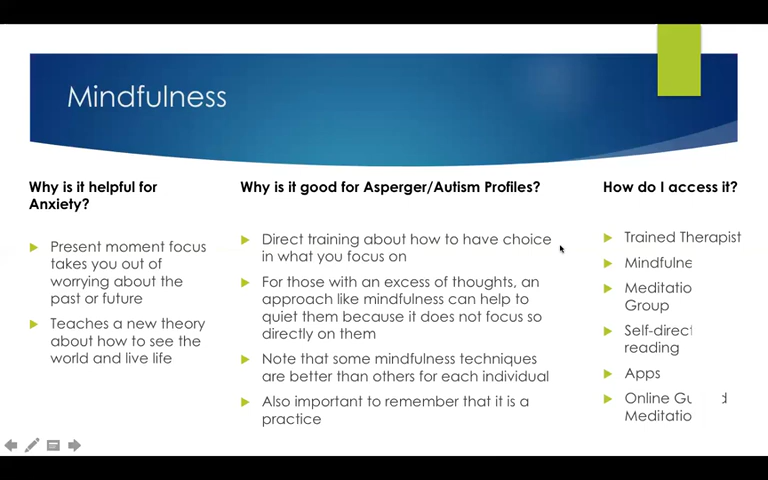 Mindfulness
Why is it helpful for
Anxiety?
Present moment focus
takes you out of
worrying about the
past or future
Teaches a new theory
about how to see the
world and live life
Why is it good for Asperger/Autism Profiles?
Direct training about how to have choice
in what you focus on
For those with an excess of thoughts, an
approach like mindfulness can help to
quiet them because it does not focus so
directly on them
Note that some mindfulness techniques
are better than others for each individual
Also important to remember that it is a
practice
How do I access it?
Trained Therapist
Group
reading
Apps
Online